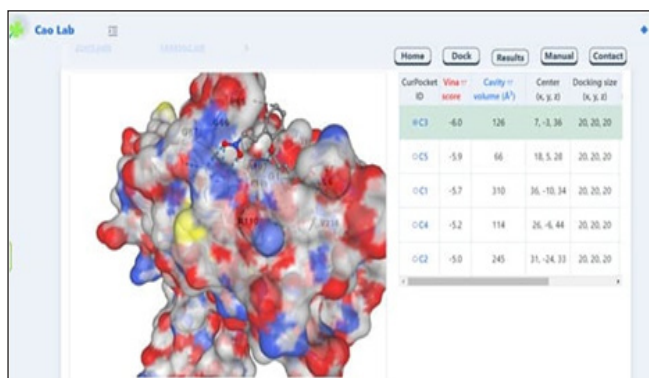 Cao Lab
Home Dock Results Manual Contact
CurPocket ID Vina score Cavity volume (Å³) Center (x, y, z) Docking size (x, y, z)
C3 -6.0 126 7, -3, 36 20, 20, 20
C5 -5.9 66 18, 5, 28 20, 20, 20
C1 -5.7 310 36, -10, 34 20, 20, 20
C4 -5.2 114 26, -6, 44 20, 20, 20
C2 -5.0 245 31, -24, 33 20, 20, 20